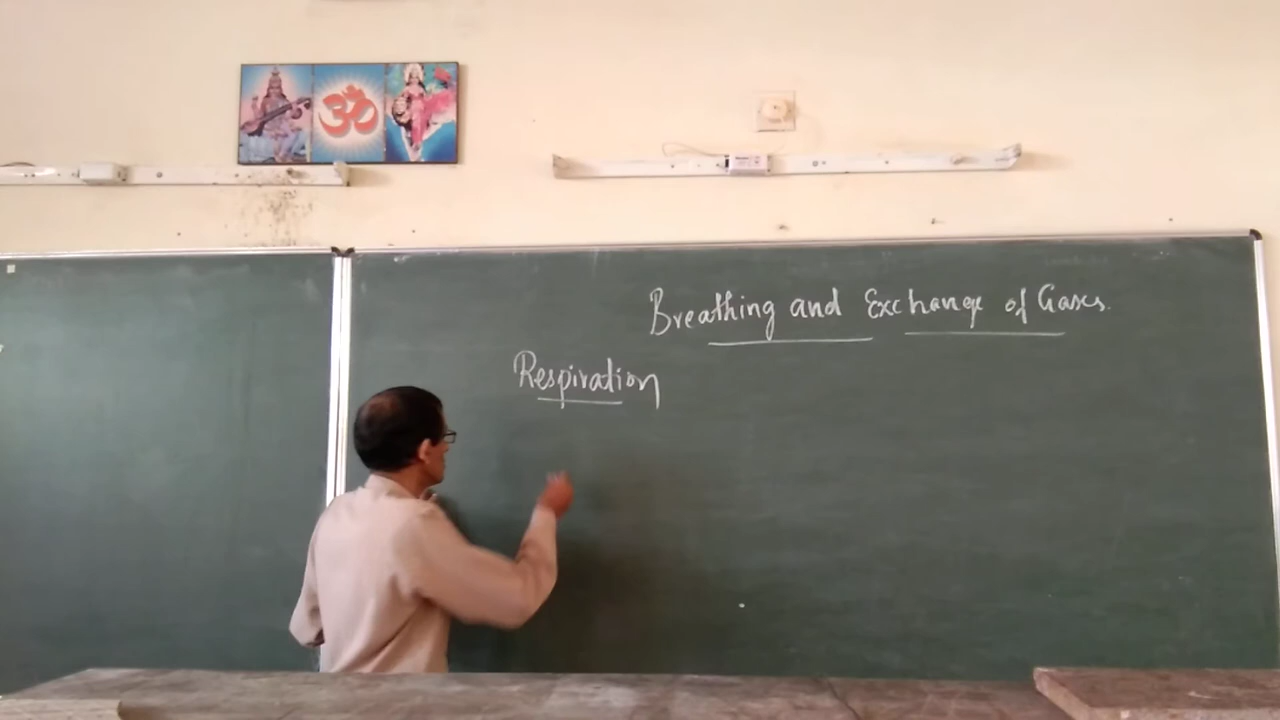 ॐ
Breathing and Exchange of Gases.
Respiration